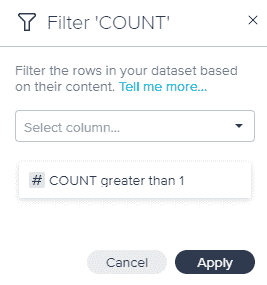 Filter 'COUNT'
Filter the rows in your dataset based
on their content. Tell me more...
Select column...
# COUNT greater than 1
Cancel Apply